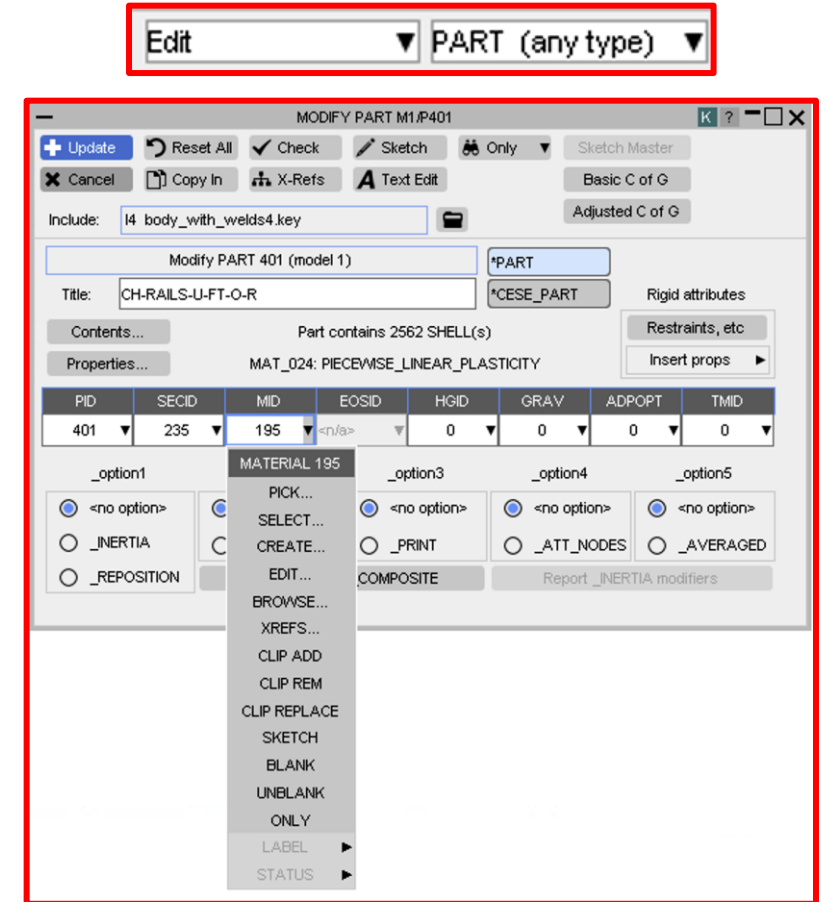 Edit PART (any type)
MODIFY PART M1/P401 K ?
Update Reset All Check Sketch Only Sketch Master
Cancel Copy In X-Refs A Text Edit Basic C of G
Include: I4 body_with_welds4.key Adjusted C of G
Modify PART 401 (model 1) *PART
Title: CH-RAILS-U-FT-O-R *CESE_PART Rigid attributes
Contents... Part contains 2562 SHELL(s) Restraints, etc
Properties... MAT_024: PIECEWISE_LINEAR_PLASTICITY Insert props
PID SECID MID EOSID HGID GRAV ADPOPT TMID
401 235 195 <n/a> 0 0 0 0
_option1 MATERIAL 195 _option3 _option4 _option5
<no option> PICK... <no option> <no option> <no option>
SELECT...
_INERTIA CREATE... _PRINT _ATT_NODES _AVERAGED
_REPOSITION EDIT... COMPOSITE Report _INERTIA modifiers
BROWSE...
XREFS...
CLIP ADD
CLIP REM
CLIP REPLACE
SKETCH
BLANK
UNBLANK
ONLY
LABEL
STATUS